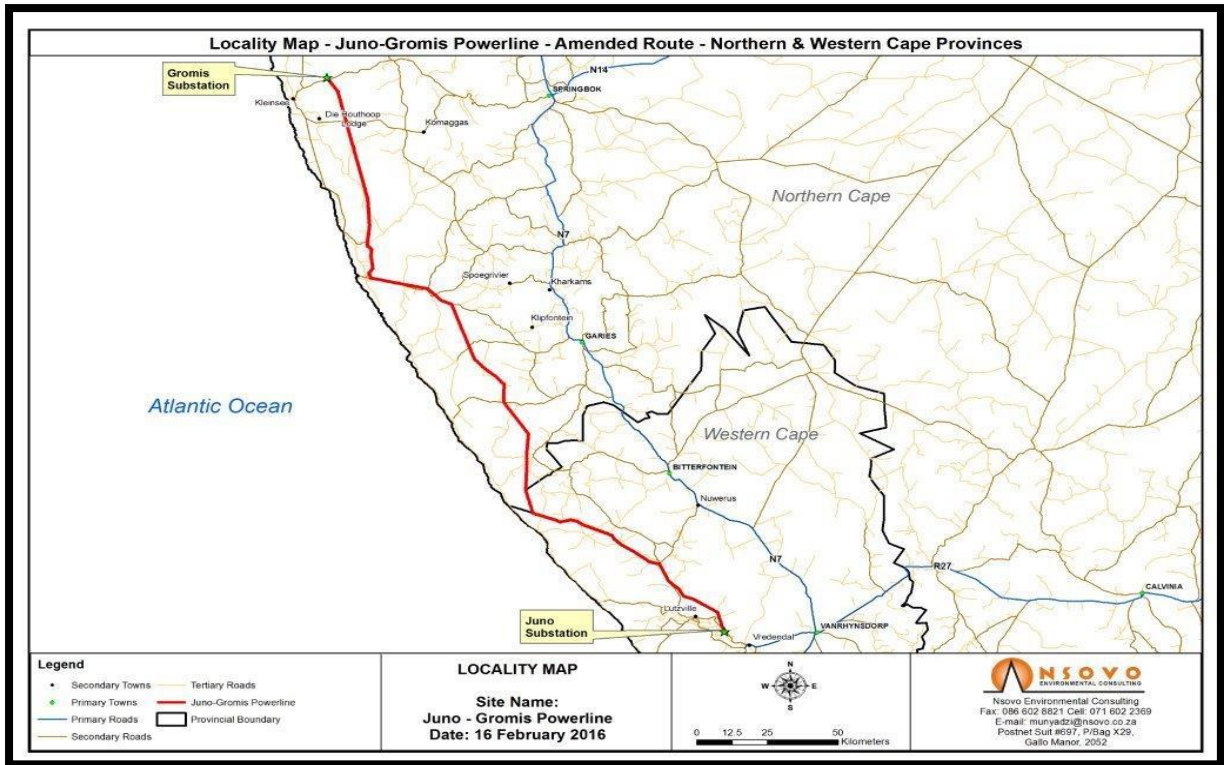 Locality Map - Juno-Gromis Powerline - Amended Route - Northern & Western Cape Provinces
Gromis
Substation
N14
SPRINGBOK
Kleinsee
Die Houthoop
Lodge
Komaggas
Northern Cape
N7
Spoegrivier
Kharkams
Klipfontein
GARIES
Atlantic Ocean
Western Cape
BITTERFONTEIN
Nuwerus
N7
R27
CALVINIA
Lutzville
Juno
Substation
VANRHYNSDORP
Vredendal
Legend
Secondary Towns
Primary Towns
Primary Roads
Secondary Roads
Tertiary Roads
Juno-Gromis Powerline
Provincial Boundary
LOCALITY MAP
Site Name:
Juno - Gromis Powerline
Date: 16 February 2016
N
W E
S
0 12.5 25 50
Kilometers
NSOVO
ENVIRONMENTAL CONSULTING
Nsovo Environmental Consulting
Fax: 086 602 8821 Cell: 071 602 2369
E-mail: munyadzi@nsovo.co.za
Postnet Suit #697, P/Bag X29,
Gallo Manor, 2052